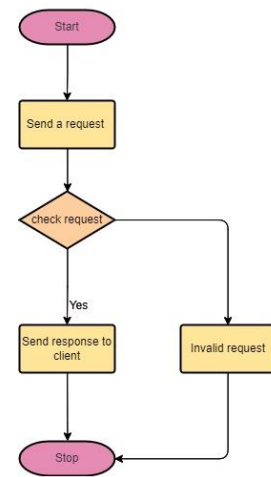 Start
Send a request
check request
Yes
Send response to
client
Invalid request
Stop